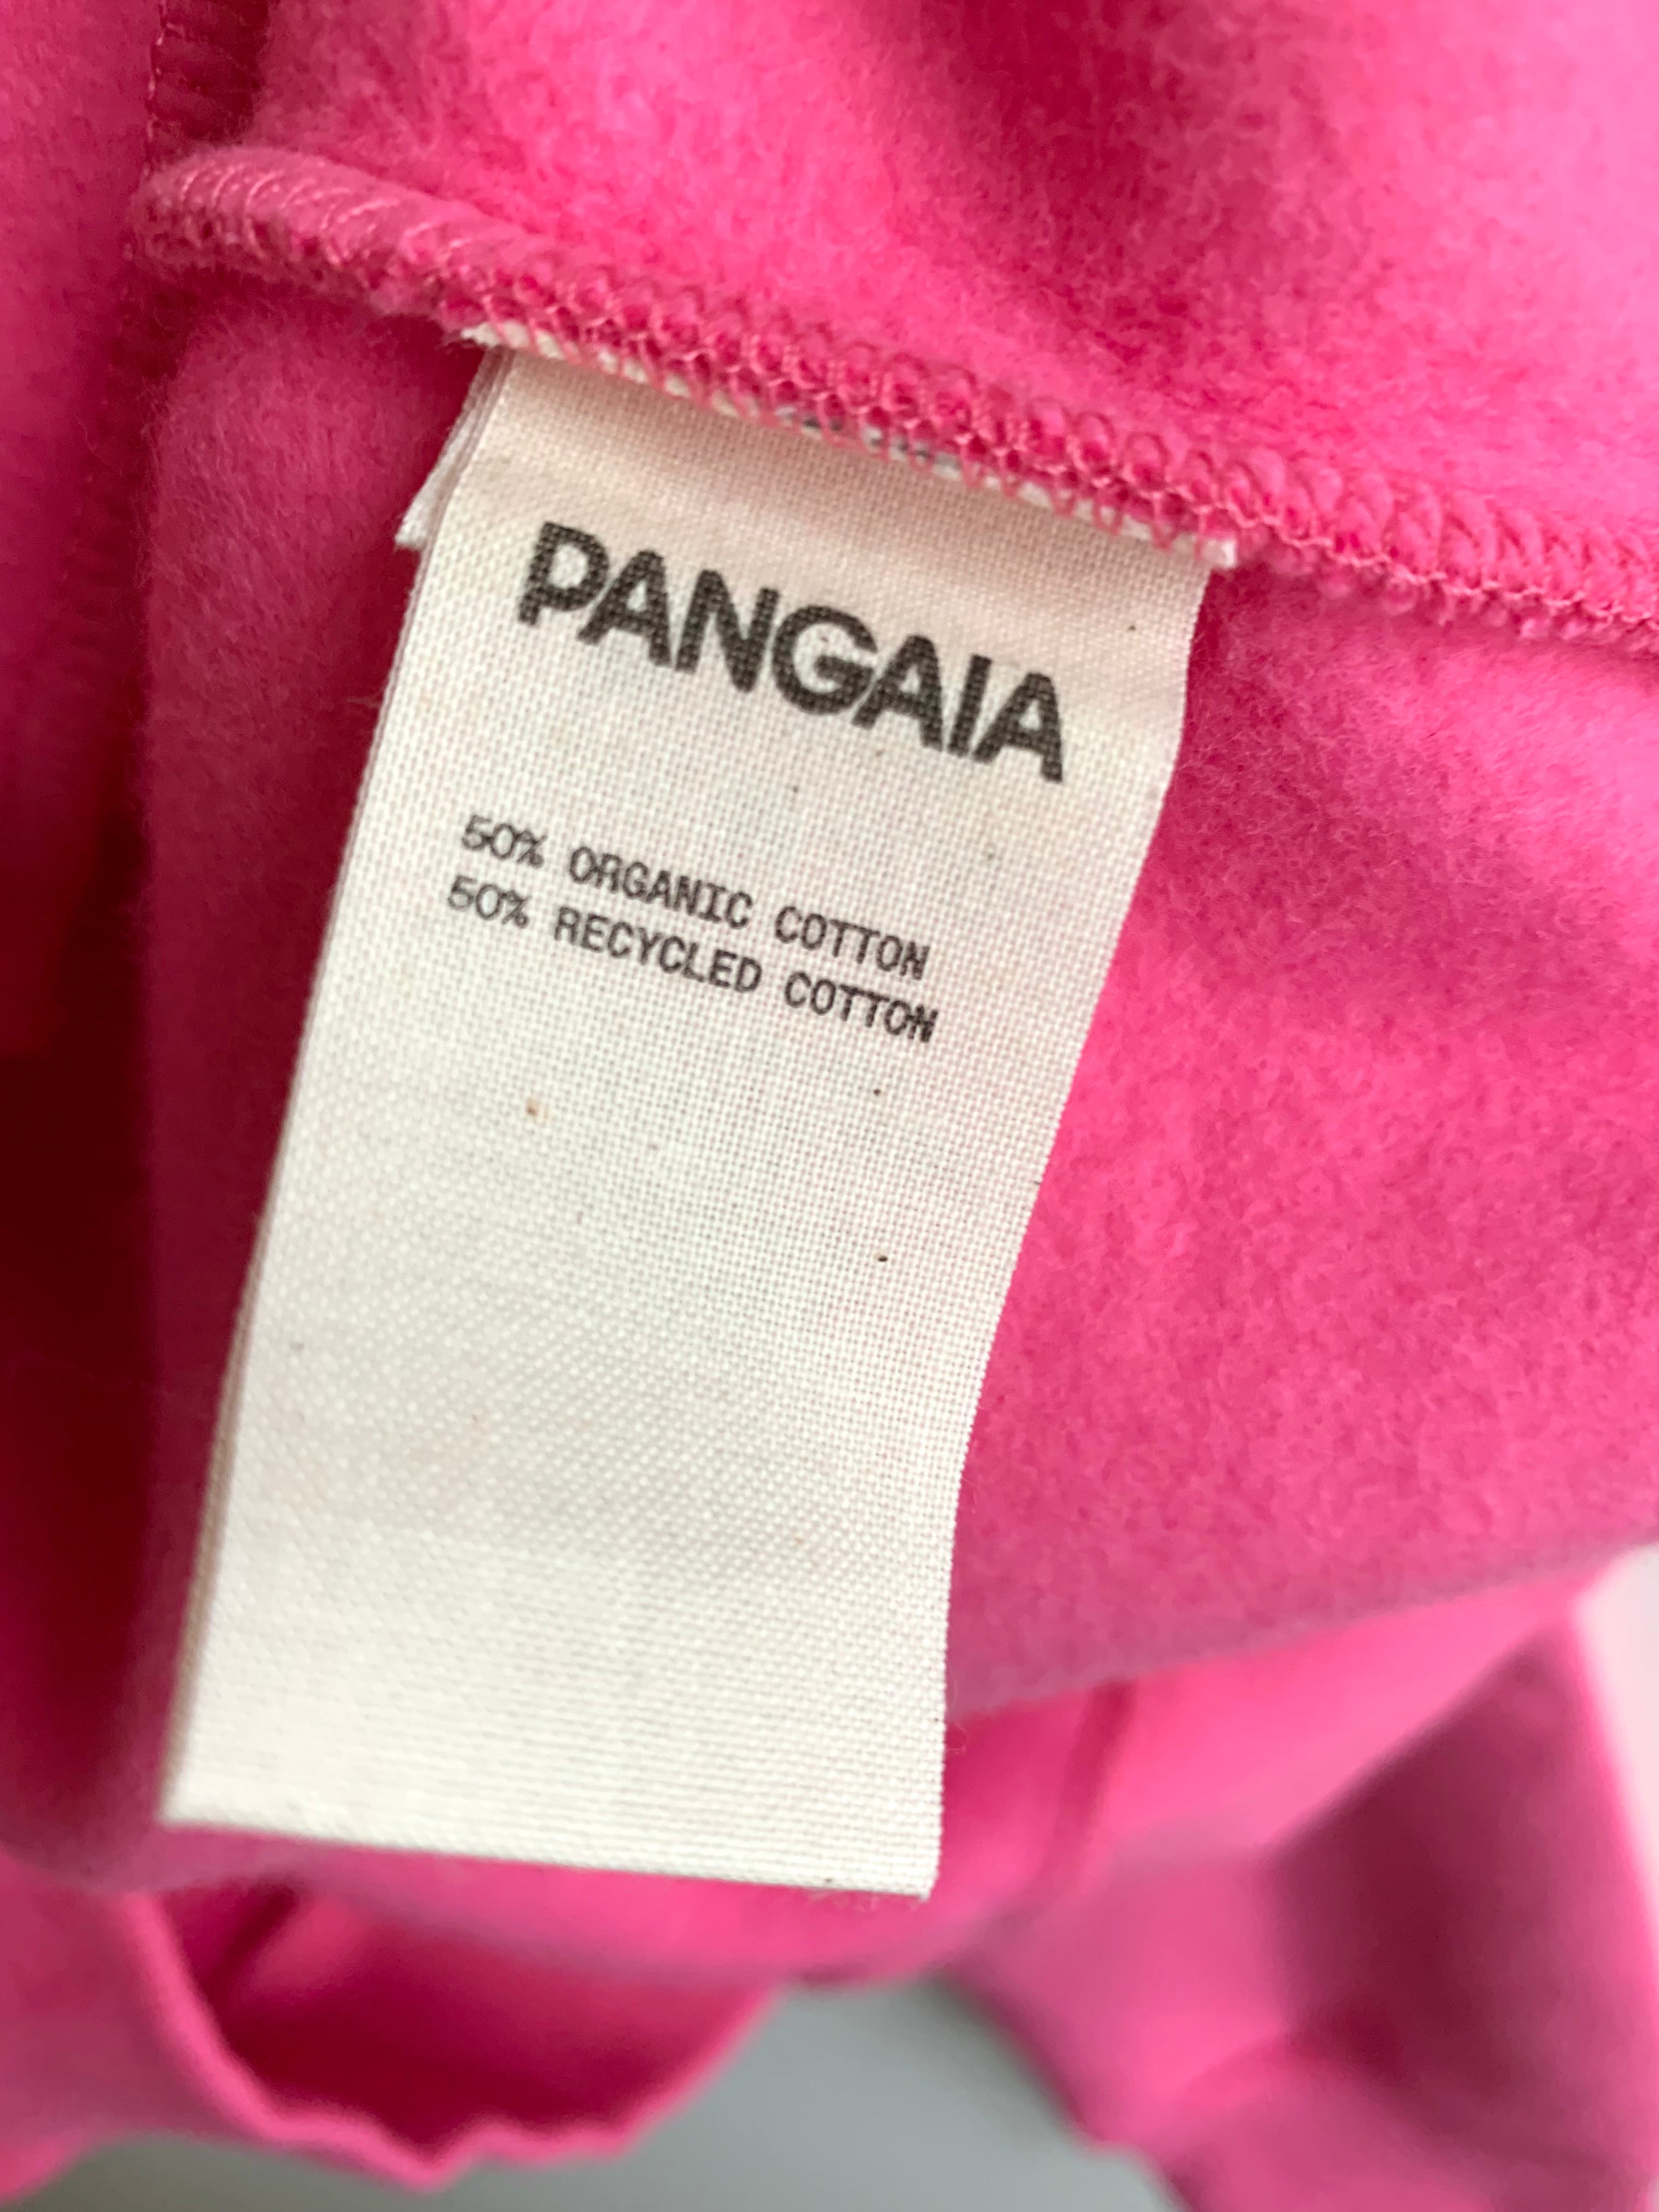 PANGAIA
50% ORGANIC COTTON
50% RECYCLED COTTON